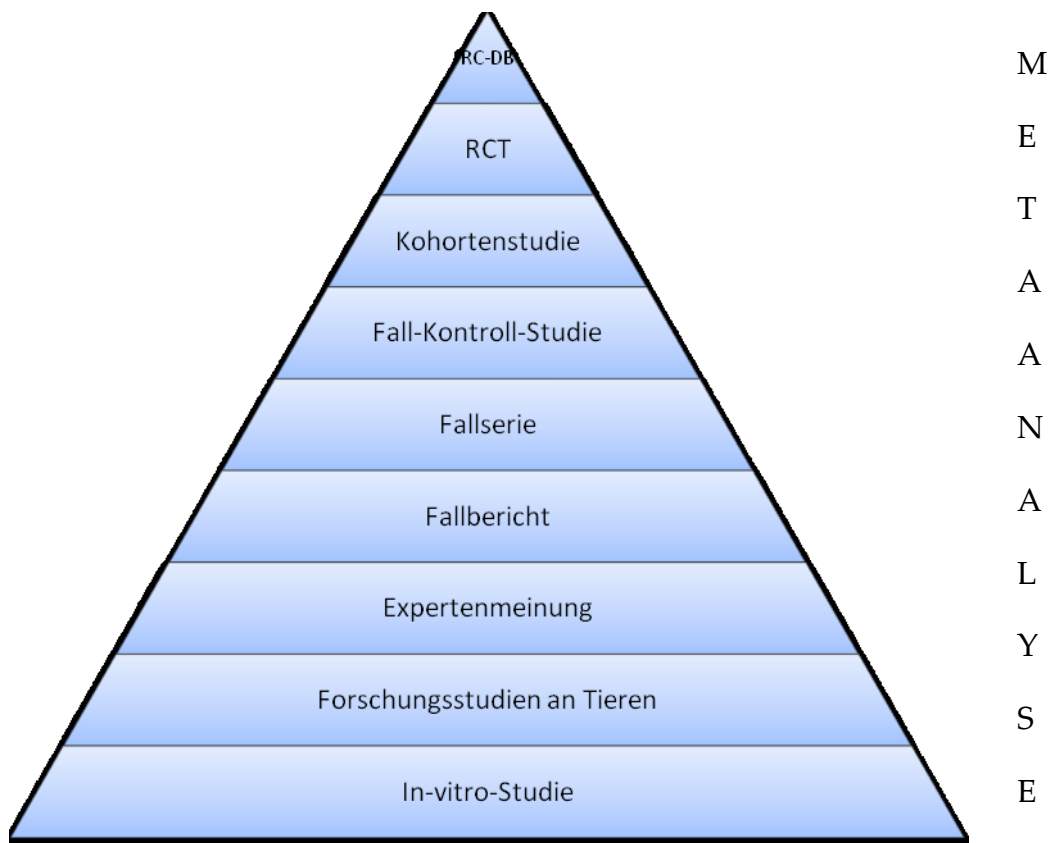 RC-DB
RCT
Kohortenstudie
Fall-Kontroll-Studie
Fallserie
Fallbericht
Expertenmeinung
Forschungsstudien an Tieren
In-vitro-Studie
M
E
T
A
A
N
A
L
Y
S
E